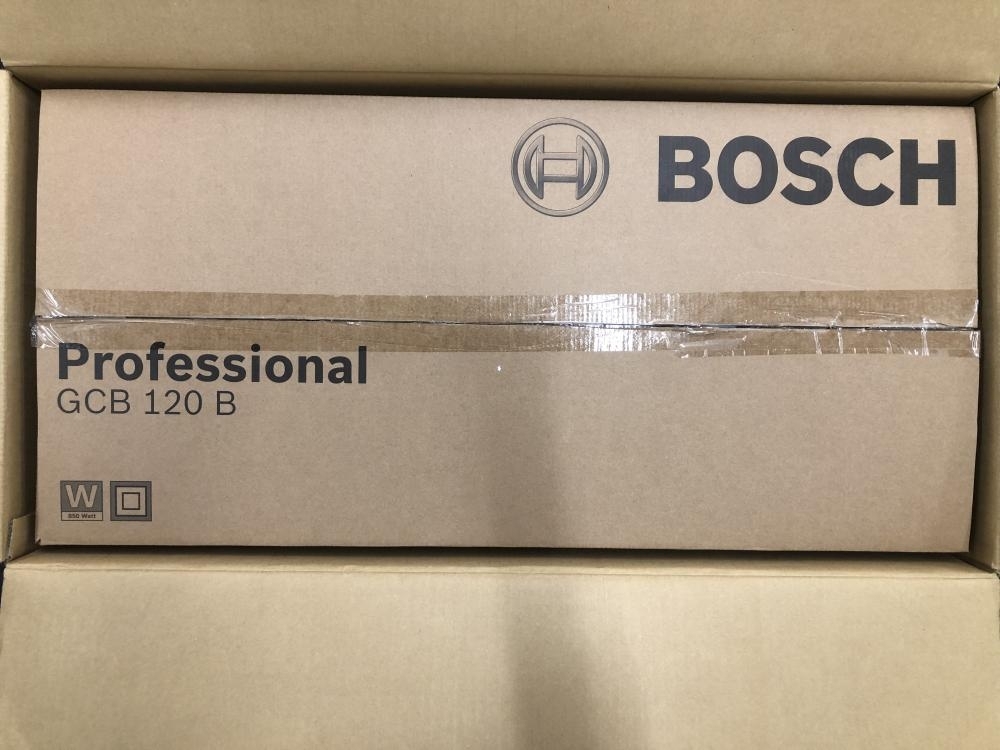 BOSCH
Professional
GCB 120 B
W
850 Watt